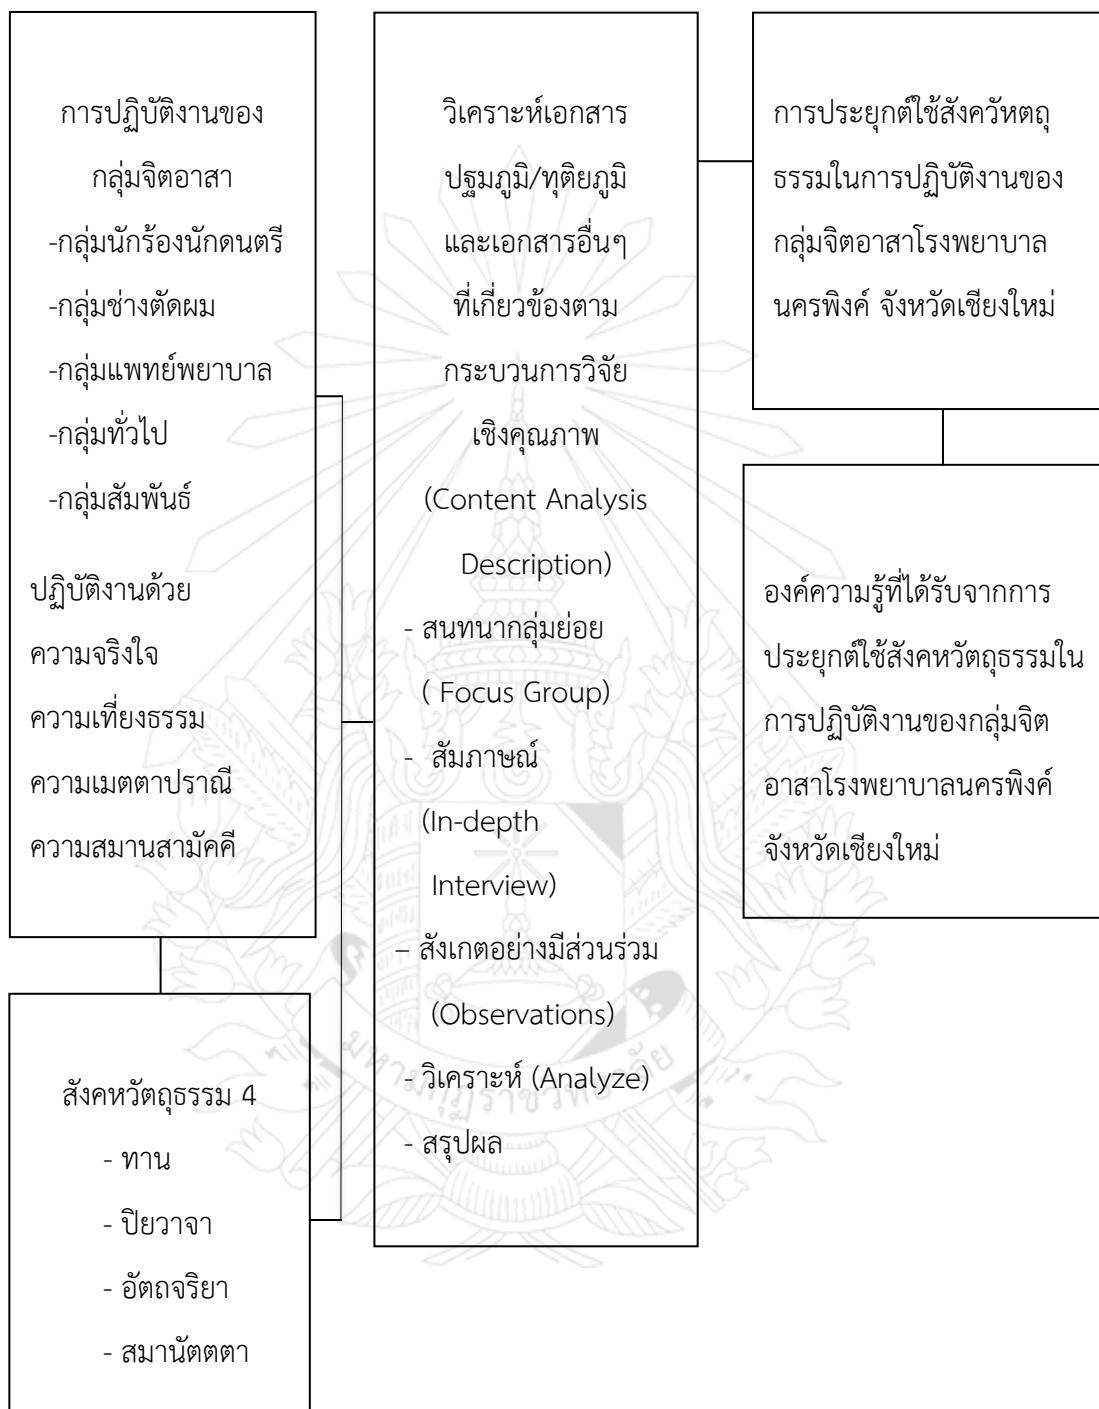 การปฏิบัติงานของ
กลุ่มจิตอาสา
-กลุ่มนักร้องนักดนตรี
-กลุ่มช่างตัดผม
-กลุ่มแพทย์พยาบาล
-กลุ่มทั่วไป
-กลุ่มสัมพันธ์
ปฏิบัติงานด้วย
ความจริงใจ
ความเที่ยงธรรม
ความเมตตาปราณี
ความสมานสามัคคี
สังคหวัตถุธรรม 4
- ทาน
- ปิยวาจา
- อัตถจริยา
- สมานัตตตา
วิเคราะห์เอกสาร
ปฐมภูมิ/ทุติยภูมิ
และเอกสารอื่นๆ
ที่เกี่ยวข้องตาม
กระบวนการวิจัย
เชิงคุณภาพ
(Content Analysis
Description)
- สนทนากลุ่มย่อย
( Focus Group)
- สัมภาษณ์
(In-depth
Interview)
– สังเกตอย่างมีส่วนร่วม
(Observations)
- วิเคราะห์ (Analyze)
- สรุปผล
การประยุกต์ใช้สังควัหตถุ
ธรรมในการปฏิบัติงานของ
กลุ่มจิตอาสาโรงพยาบาล
นครพิงค์ จังหวัดเชียงใหม่
องค์ความรู้ที่ได้รับจากการ
ประยุกต์ใช้สังคหวัตถุธรรมใน
การปฏิบัติงานของกลุ่มจิต
อาสาโรงพยาบาลนครพิงค์
จังหวัดเชียงใหม่
มหามกุฏราชวิทยาลัย